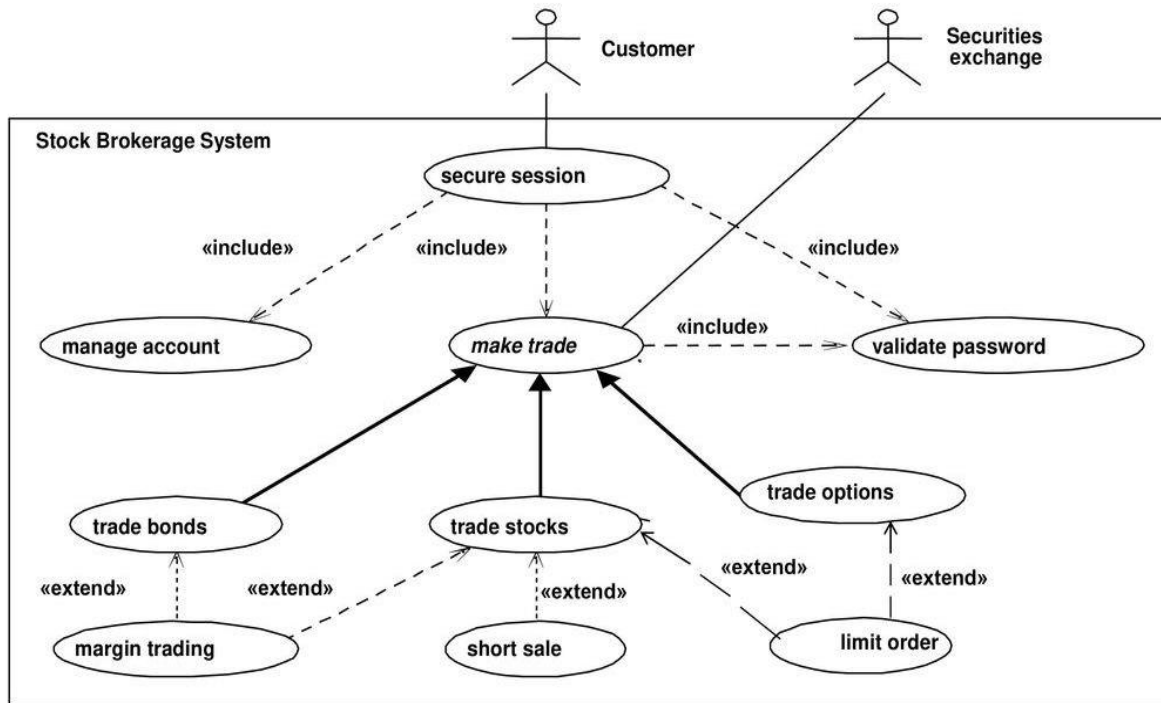 Customer
Securities
exchange
Stock Brokerage System
secure session
«include»
«include»
«include»
manage account
make trade
«include»
validate password
trade bonds
trade stocks
trade options
«extend»
«extend»
«extend»
«extend»
«extend»
margin trading
short sale
limit order